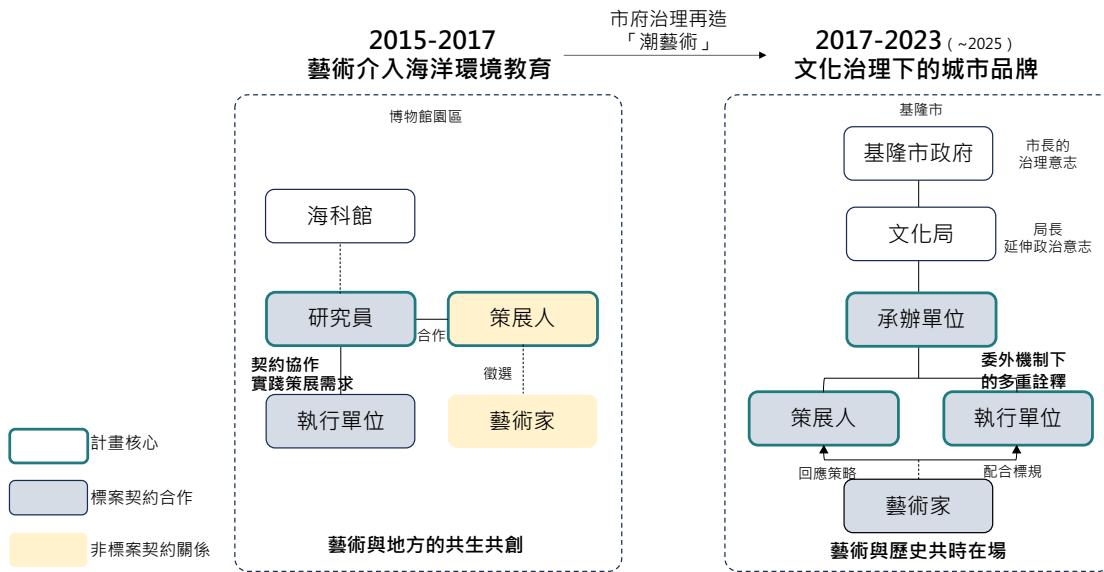 2015-2017
藝術介入海洋環境教育
市府治理再造
「潮藝術」
2017-2023（~2025）
文化治理下的城市品牌
博物館園區
海科館
研究員
合作
策展人
契約協作
實踐策展需求
徵選
執行單位
藝術家
藝術與地方的共生共創
基隆市
基隆市政府
市長的
治理意志
文化局
局長
延伸政治意志
承辦單位
委外機制下
的多重詮釋
策展人
執行單位
回應策略
配合標規
藝術家
藝術與歷史共時在場
計畫核心
標案契約合作
非標案契約關係